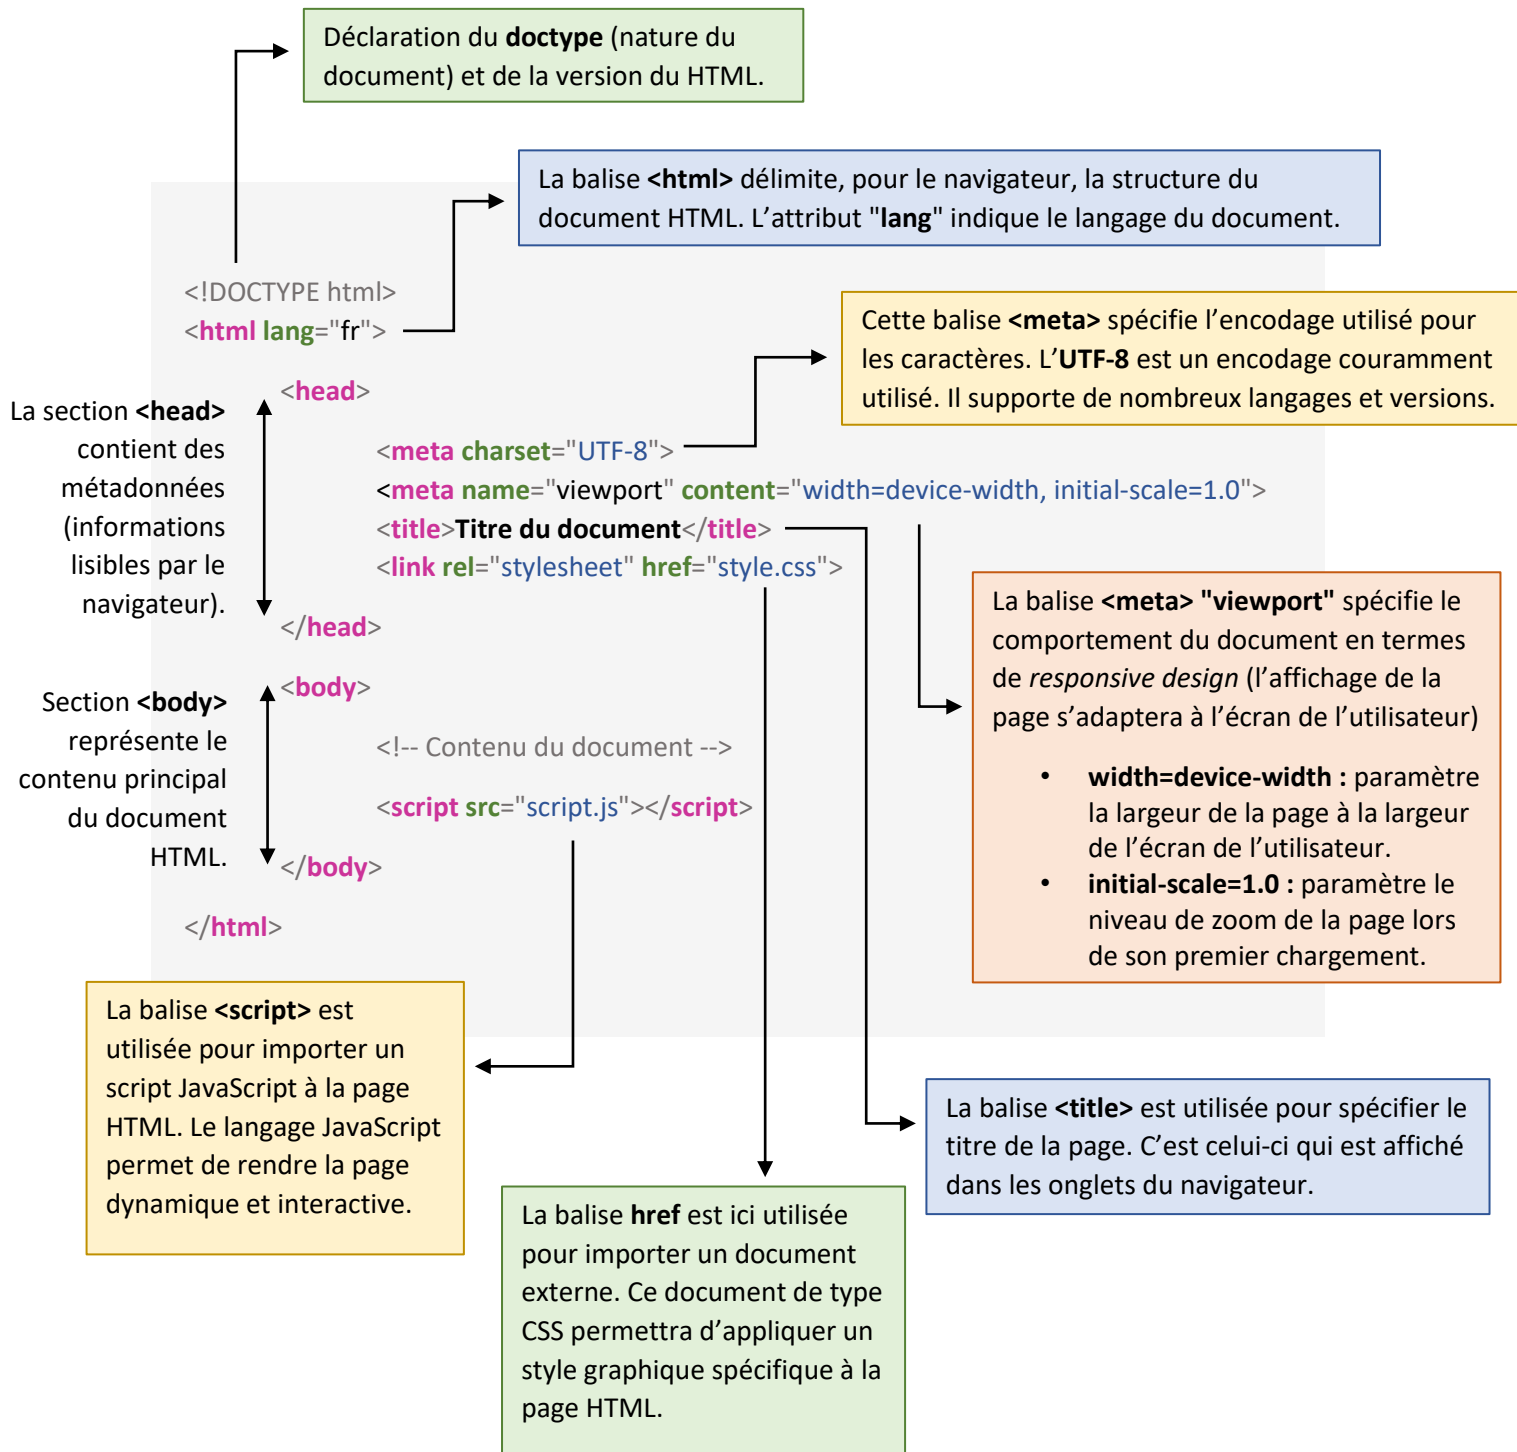 Déclaration du doctype (nature du
document) et de la version du HTML.
La balise <html> délimite, pour le navigateur, la structure du
document HTML. L’attribut "lang" indique le langage du document.
<!DOCTYPE html>
<html lang="fr">
Cette balise <meta> spécifie l’encodage utilisé pour
les caractères. L’UTF-8 est un encodage couramment
utilisé. Il supporte de nombreux langages et versions.
<head>
La section <head>
contient des
métadonnées
(informations
lisibles par le
navigateur).
<meta charset="UTF-8">
<meta name="viewport" content="width=device-width, initial-scale=1.0">
<title>Titre du document</title>
<link rel="stylesheet" href="style.css">
</head>
La balise <meta> "viewport" spécifie le
comportement du document en termes
de responsive design (l’affichage de la
page s’adaptera à l’écran de l’utilisateur)
• width=device-width : paramètre
la largeur de la page à la largeur
de l’écran de l’utilisateur.
• initial-scale=1.0 : paramètre le
niveau de zoom de la page lors
de son premier chargement.
<body>
Section <body>
représente le
contenu principal
du document
HTML.
<!-- Contenu du document -->
<script src="script.js"></script>
</body>
</html>
La balise <script> est
utilisée pour importer un
script JavaScript à la page
HTML. Le langage JavaScript
permet de rendre la page
dynamique et interactive.
La balise <title> est utilisée pour spécifier le
titre de la page. C’est celui-ci qui est affiché
dans les onglets du navigateur.
La balise href est ici utilisée
pour importer un document
externe. Ce document de type
CSS permettra d’appliquer un
style graphique spécifique à la
page HTML.